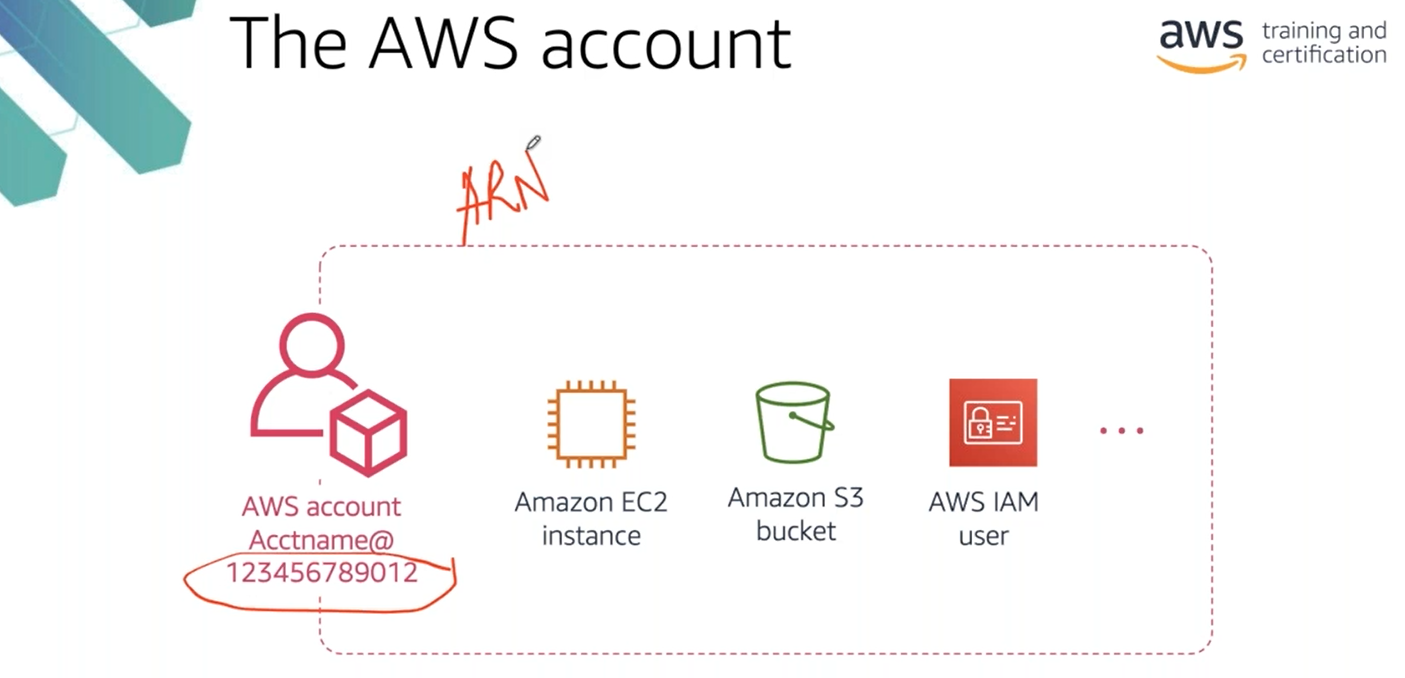 The AWS account
aws training and
certification
ARN
AWS account
Acctname@
123456789012
Amazon EC2
instance
Amazon S3
bucket
AWS IAM
user
...